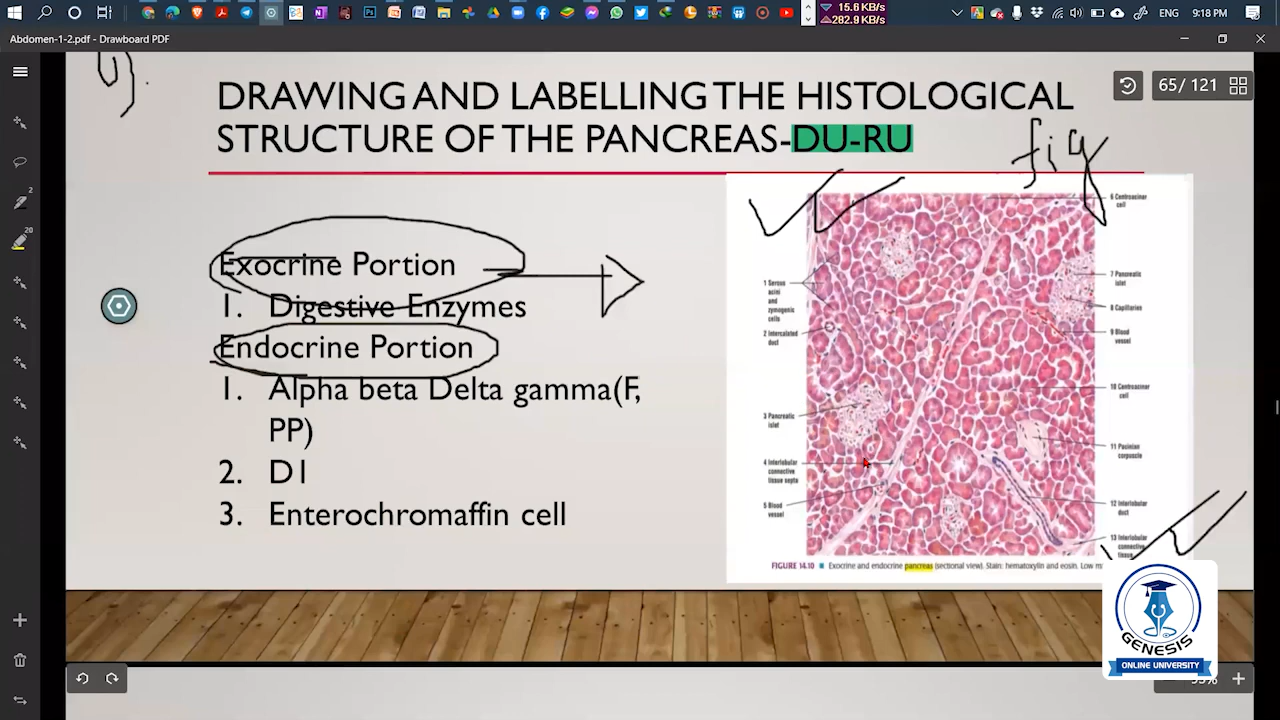 ENG 9:18 PM
15.6 KB/s
282.9 KB/s
Abdomen-1-2.pdf - Drawboard PDF
65/ 121
DRAWING AND LABELLING THE HISTOLOGICAL
STRUCTURE OF THE PANCREAS-DU-RU
fig
Exocrine Portion
1. Digestive Enzymes
Endocrine Portion
1. Alpha beta Delta gamma(F,
PP)
2. D1
3. Enterochromaffin cell
1 Serous
acini
and
zymogenic
cells
2 Intercalated
duct
3 Pancreatic
islet
4 Interlobular
connective
tissue septa
5 Blood
vessel
6 Centroacinar
cell
7 Pancreatic
islet
8 Capillaries
9 Blood
vessel
10 Centroacinar
cell
11 Pacinian
corpuscle
12 Interlobular
duct
13 Interlobular
connective
tissue
FIGURE 14.10 Exocrine and endocrine pancreas (sectional view). Stain: hematoxylin and eosin. Low
GENESIS
ONLINE UNIVERSITY